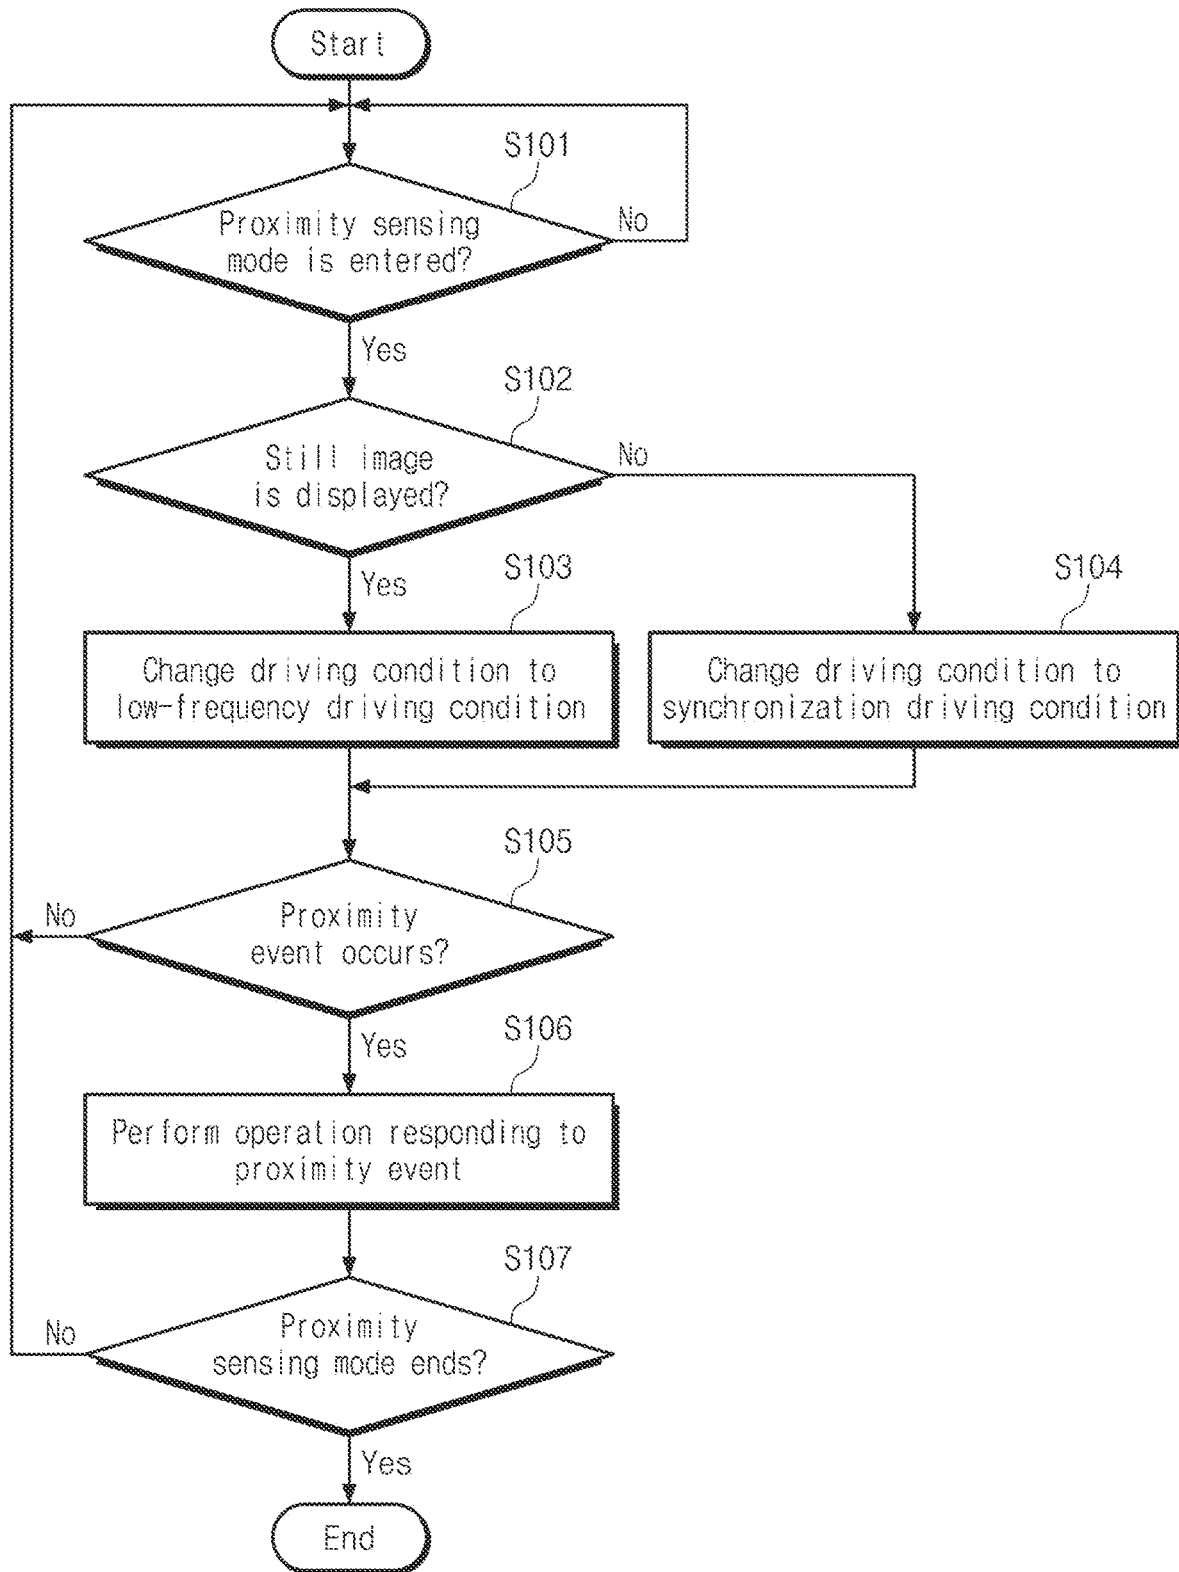 Start
S101
Proximity sensing
mode is entered?
No
Yes
S102
Still image
is displayed?
No
Yes
S103
Change driving condition to
low-frequency driving condition
S104
Change driving condition to
synchronization driving condition
S105
Proximity
event occurs?
No
Yes
S106
Perform operation responding to
proximity event
S107
Proximity
sensing mode ends?
No
Yes
End